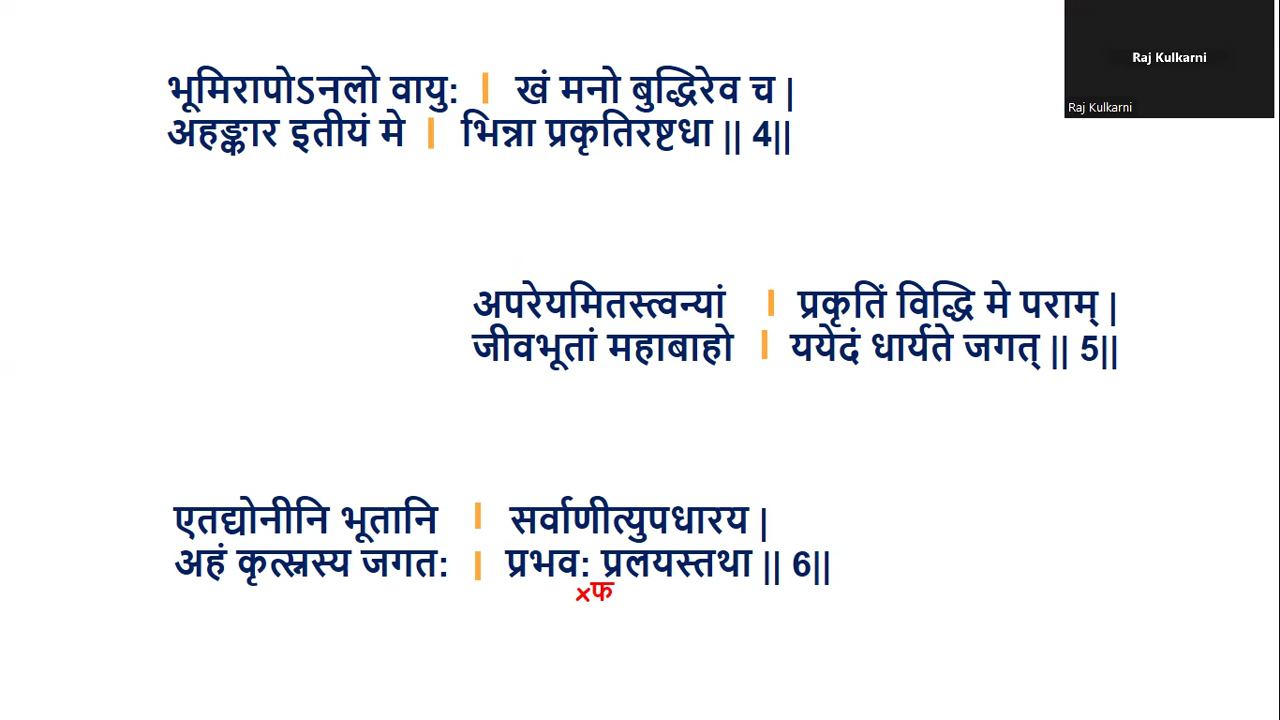 भूमिरापोऽनलो वायुः | खं मनो बुद्धिरेव च |
अहङ्कार इतीयं मे | भिन्ना प्रकृतिरष्टधा || 4||
अपरेयमितस्त्वन्यां | प्रकृतिं विद्धि मे पराम् |
जीवभूतां महाबाहो | ययेदं धार्यते जगत् || 5||
एतद्योनीनि भूतानि | सर्वाणीत्युपधारय |
अहं कृत्स्नस्य जगतः | प्रभवः प्रलयस्तथा || 6||
×फ
Raj Kulkarni
Raj Kulkarni